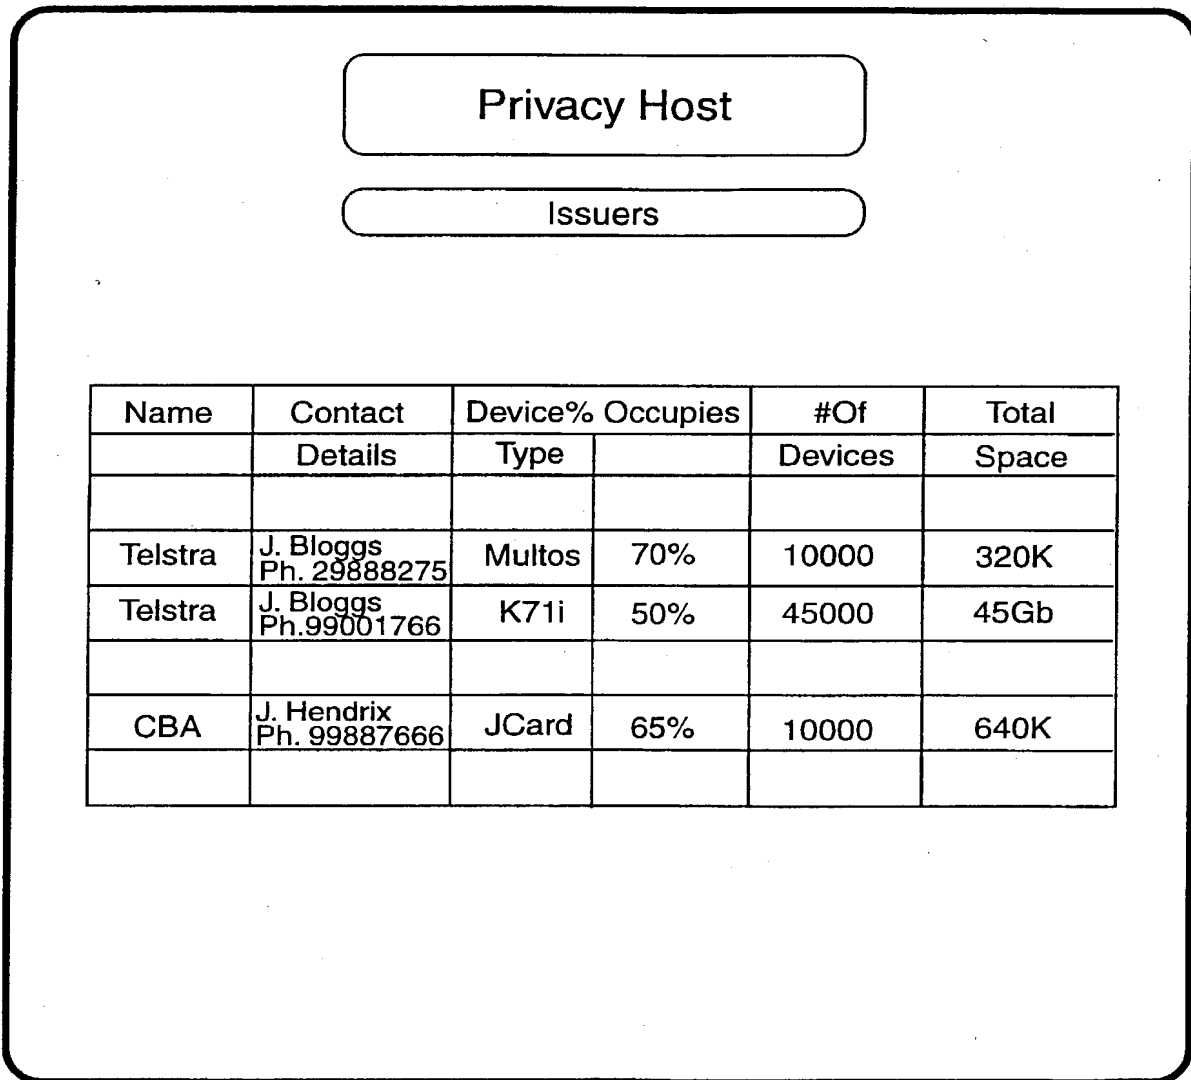 Privacy Host
Issuers
Name Contact Device% Occupies #Of Total
Details Type Devices Space
Telstra J. Bloggs Multos 70% 10000 320K
Ph. 29888275
Telstra J. Bloggs K71i 50% 45000 45Gb
Ph.99001766
CBA J. Hendrix JCard 65% 10000 640K
Ph. 99887666